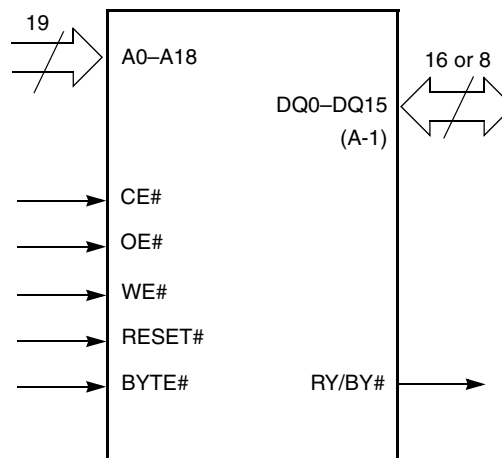 19
A0–A18
16 or 8
DQ0–DQ15
(A-1)
CE#
OE#
WE#
RESET#
BYTE#
RY/BY#